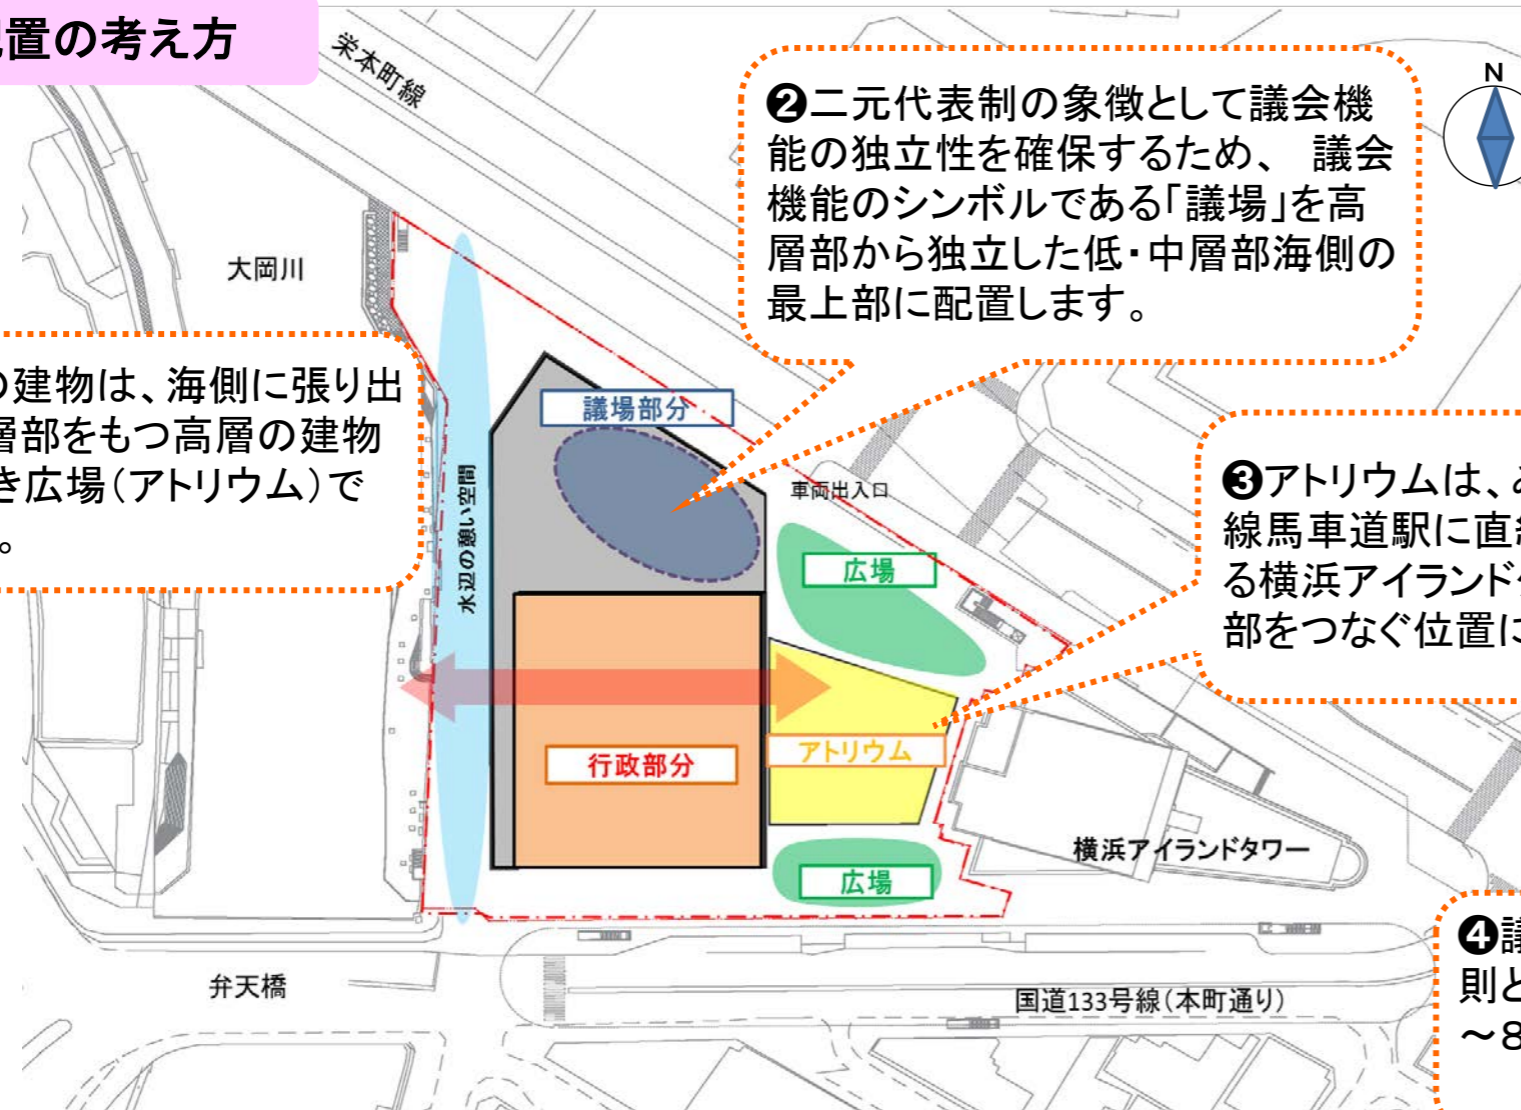 置の考え方
栄本町線
N
❷二元代表制の象徴として議会機
能の独立性を確保するため、 議会
機能のシンボルである「議場」を高
層部から独立した低・中層部海側の
最上部に配置します。
大岡川
の建物は、海側に張り出
層部をもつ高層の建物
き広場(アトリウム)で
。
議場部分
水辺の憩い空間
車両出入口
広場
❸アトリウムは、み
線馬車道駅に直
る横浜アイランド
部をつなぐ位置に
行政部分
アトリウム
横浜アイランドタワー
広場
弁天橋
国道133号線(本町通り)
❹議
則と
~8